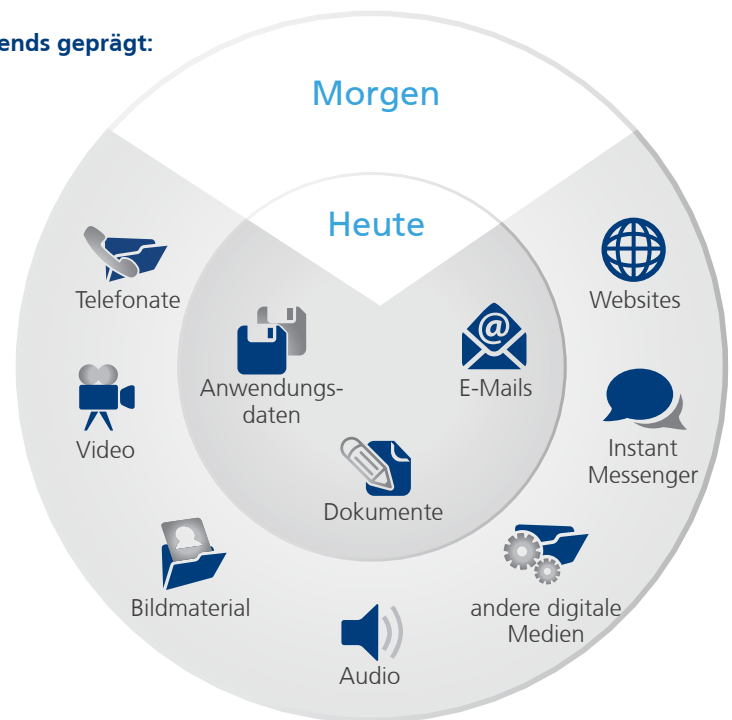 ends geprägt:
Morgen
Heute
Telefonate
Websites
Anwendungs-
daten
E-Mails
Video
Instant
Messenger
Dokumente
Bildmaterial
andere digitale
Medien
Audio